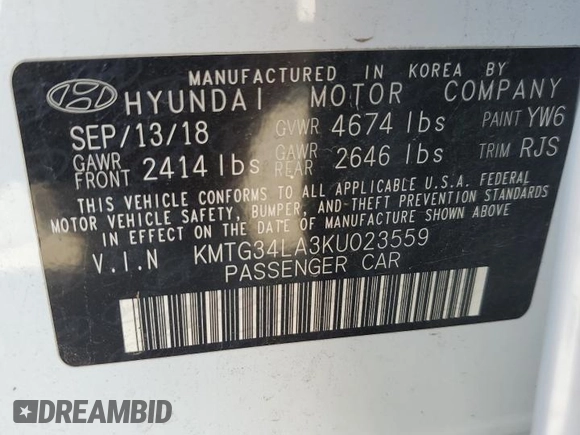 MANUFACTURED IN KOREA BY
HYUNDAI MOTOR COMPANY
SEP/13/18 GVWR 4674 lbs PAINT YW6
GAWR FRONT 2414 lbs GAWR REAR 2646 lbs TRIM RJS
THIS VEHICLE CONFORMS TO ALL APPLICABLE U.S.A. FEDERAL
MOTOR VEHICLE SAFETY, BUMPER, AND THEFT PREVENTION STANDARDS
IN EFFECT ON THE DATE OF MANUFACTURE SHOWN ABOVE.
V.I.N KMTG34LA3KU023559
PASSENGER CAR
DREAMBID